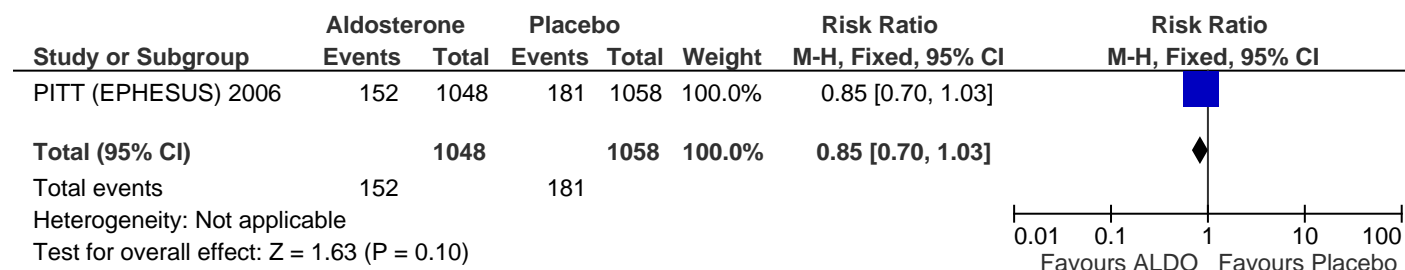 Aldosterone Placebo Risk Ratio Risk Ratio
Study or Subgroup Events Total Events Total Weight M-H, Fixed, 95% CI M-H, Fixed, 95% CI
PITT (EPHESUS) 2006 152 1048 181 1058 100.0% 0.85 [0.70, 1.03]
Total (95% CI) 1048 1058 100.0% 0.85 [0.70, 1.03]
Total events 152 181
Heterogeneity: Not applicable
Test for overall effect: Z = 1.63 (P = 0.10)
0.01 0.1 1 10 100
Favours ALDO Favours Placebo